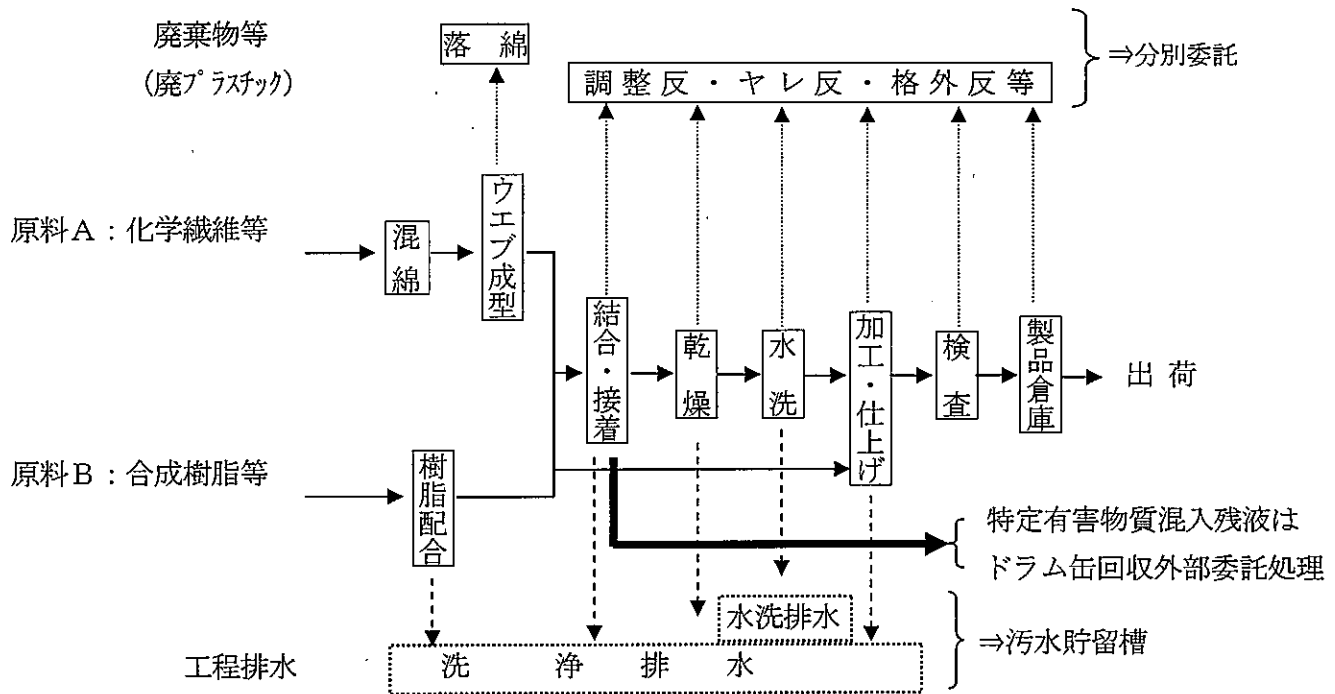 廃棄物等
(廃プラスチック)
落 綿
調整反・ヤレ反・格外反等
⇒分別委託
原料A:化学繊維等
混綿
ウエブ成型
結合・接着
乾燥
水洗
加工・仕上げ
検査
製品倉庫
出 荷
原料B:合成樹脂等
樹脂配合
特定有害物質混入残液は
ドラム缶回収外部委託処理
水洗排水
⇒汚水貯留槽
工程排水
洗 浄 排 水